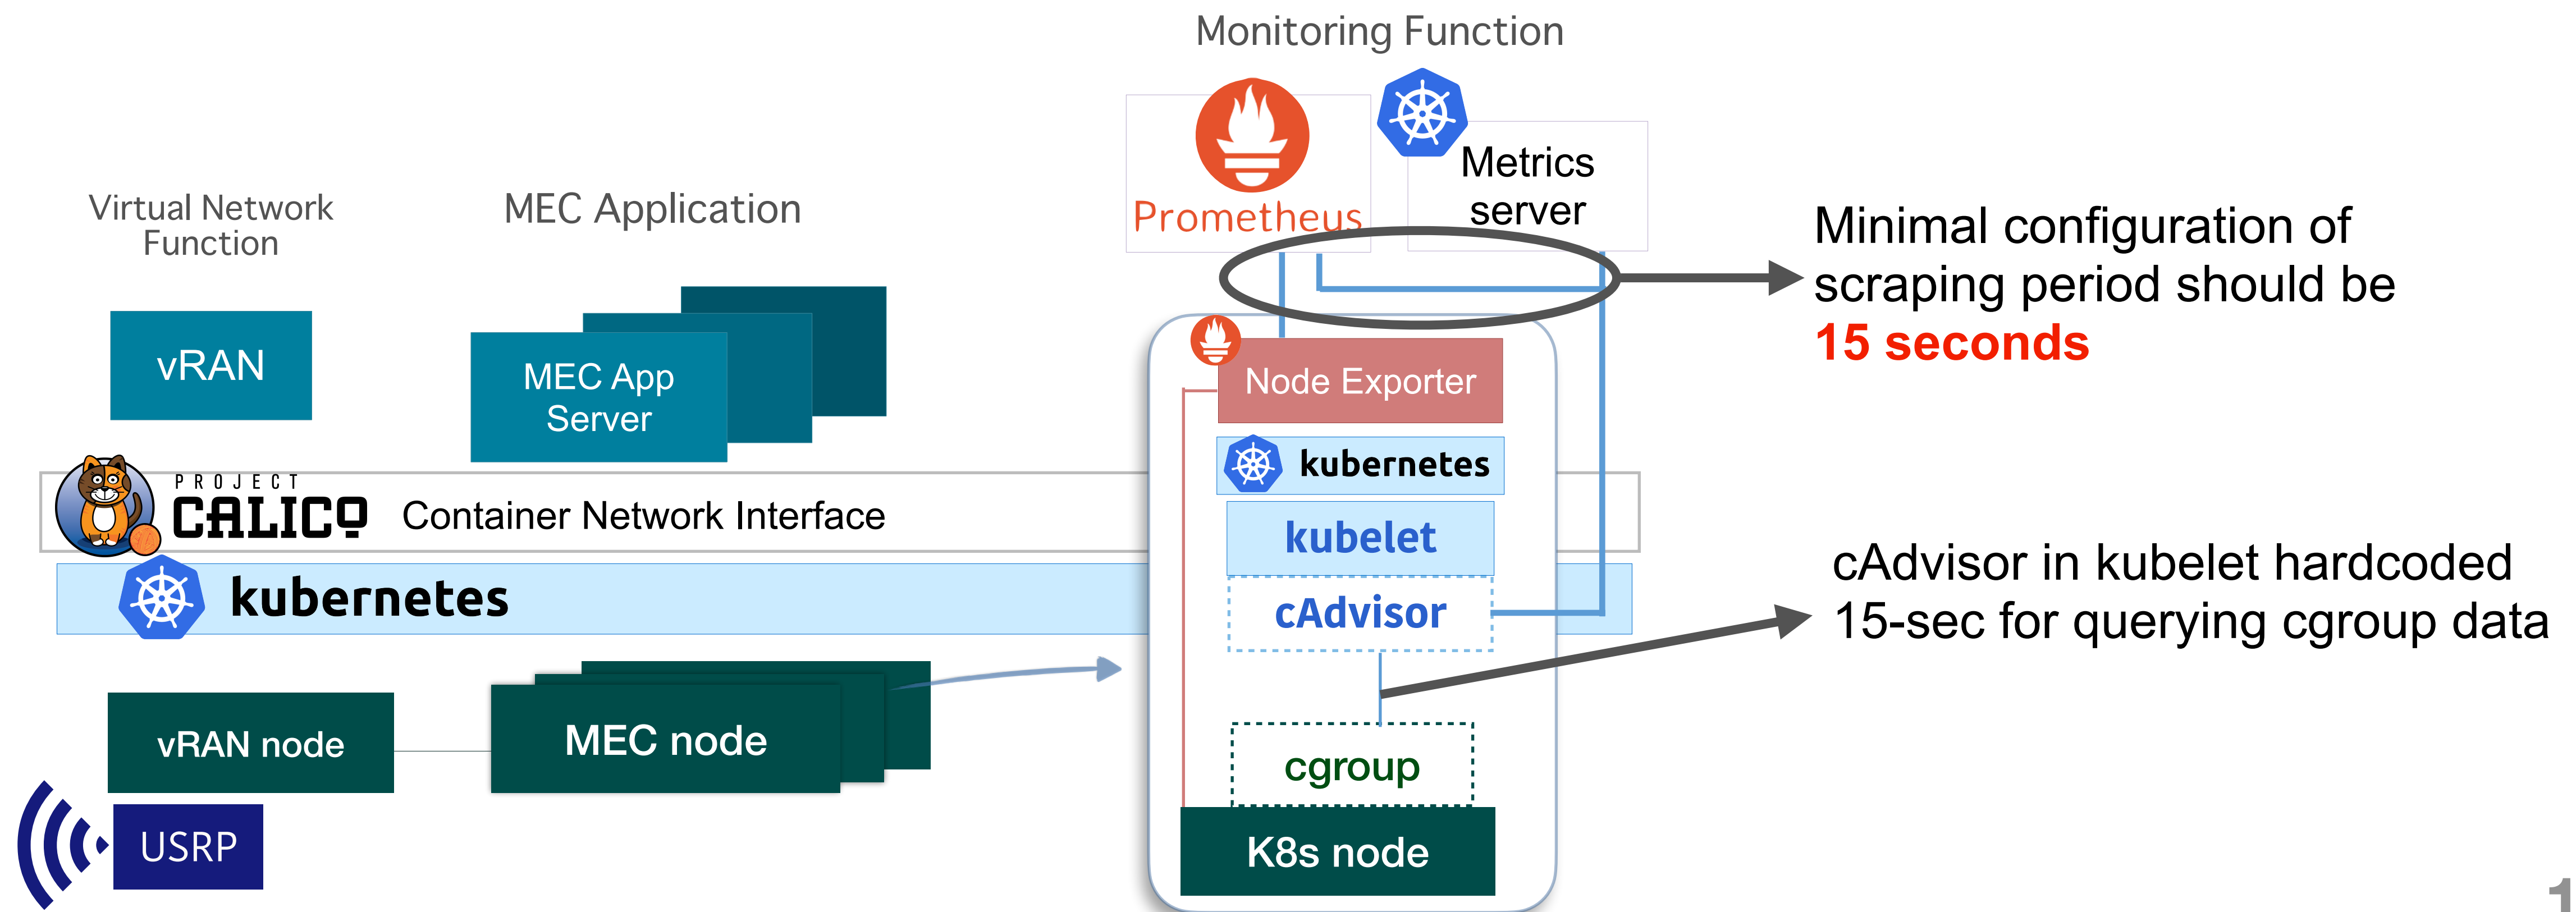 Monitoring Function
Prometheus
Metrics
server
Virtual Network
Function
MEC Application
vRAN
MEC App
Server
Minimal configuration of
scraping period should be
15 seconds
Node Exporter
kubernetes
kubelet
cAdvisor
PROJECT
CALICO
Container Network Interface
kubernetes
cAdvisor in kubelet hardcoded
15-sec for querying cgroup data
vRAN node
MEC node
cgroup
K8s node
USRP
1